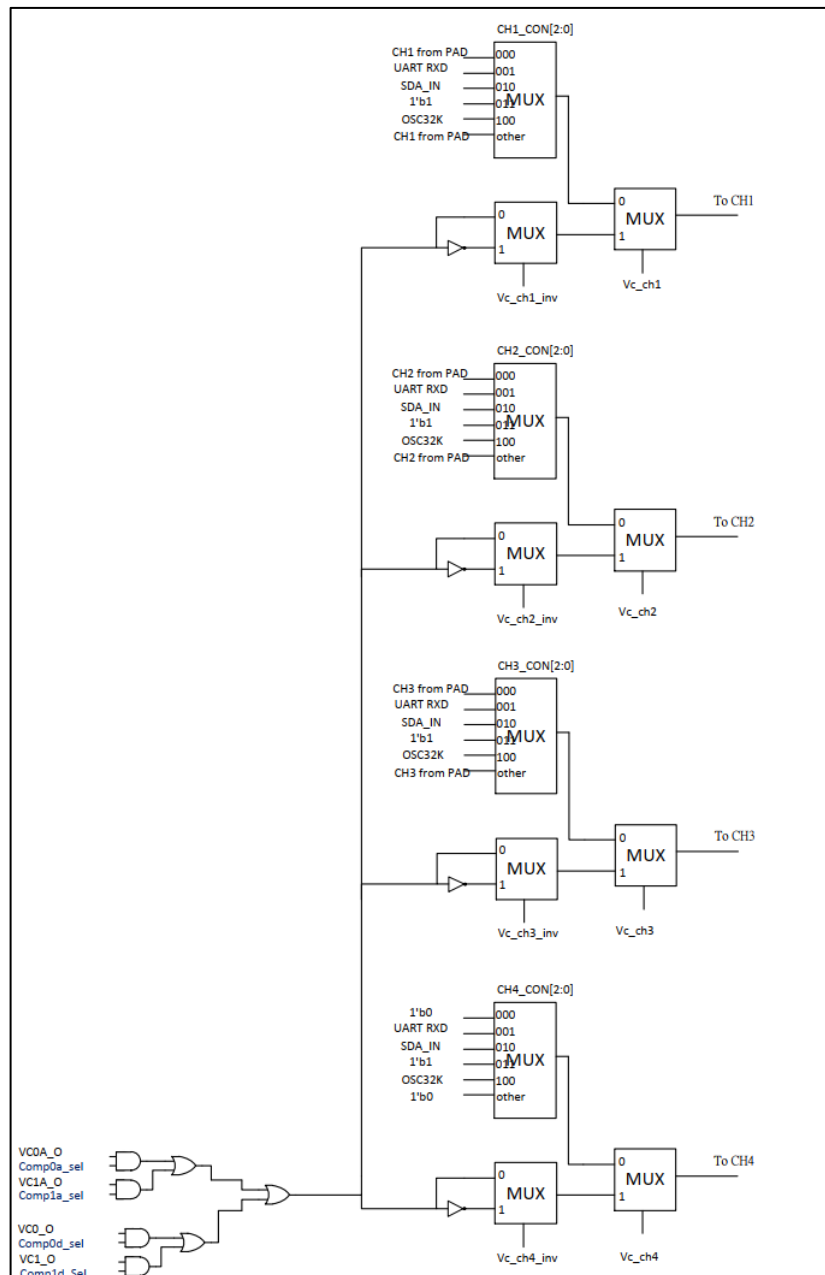 CH1_CON[2:0]
CH1 from PAD 000
UART RXD 001
SDA_IN 010
1'b1 011
MUX
OSC32K 100
CH1 from PAD other
To CH1
0
MUX
1
0
MUX
1
Vc_ch1
Vc_ch1_inv
CH2_CON[2:0]
CH2 from PAD 000
UART RXD 001
SDA_IN 010
1'b1 011
MUX
OSC32K 100
CH2 from PAD other
To CH2
0
MUX
1
0
MUX
1
Vc_ch2
Vc_ch2_inv
CH3_CON[2:0]
CH3 from PAD 000
UART RXD 001
SDA_IN 010
1'b1 011
MUX
OSC32K 100
CH3 from PAD other
To CH3
0
MUX
1
0
MUX
1
Vc_ch3
Vc_ch3_inv
CH4_CON[2:0]
1'b0 000
UART RXD 001
SDA_IN 010
1'b1 011
MUX
OSC32K 100
1'b0 other
To CH4
0
MUX
1
0
MUX
1
Vc_ch4
Vc_ch4_inv
VC0A_O
Comp0a_sel
VC1A_O
Comp1a_sel
VC0_O
Comp0d_sel
VC1_O
Comp1d_Sel